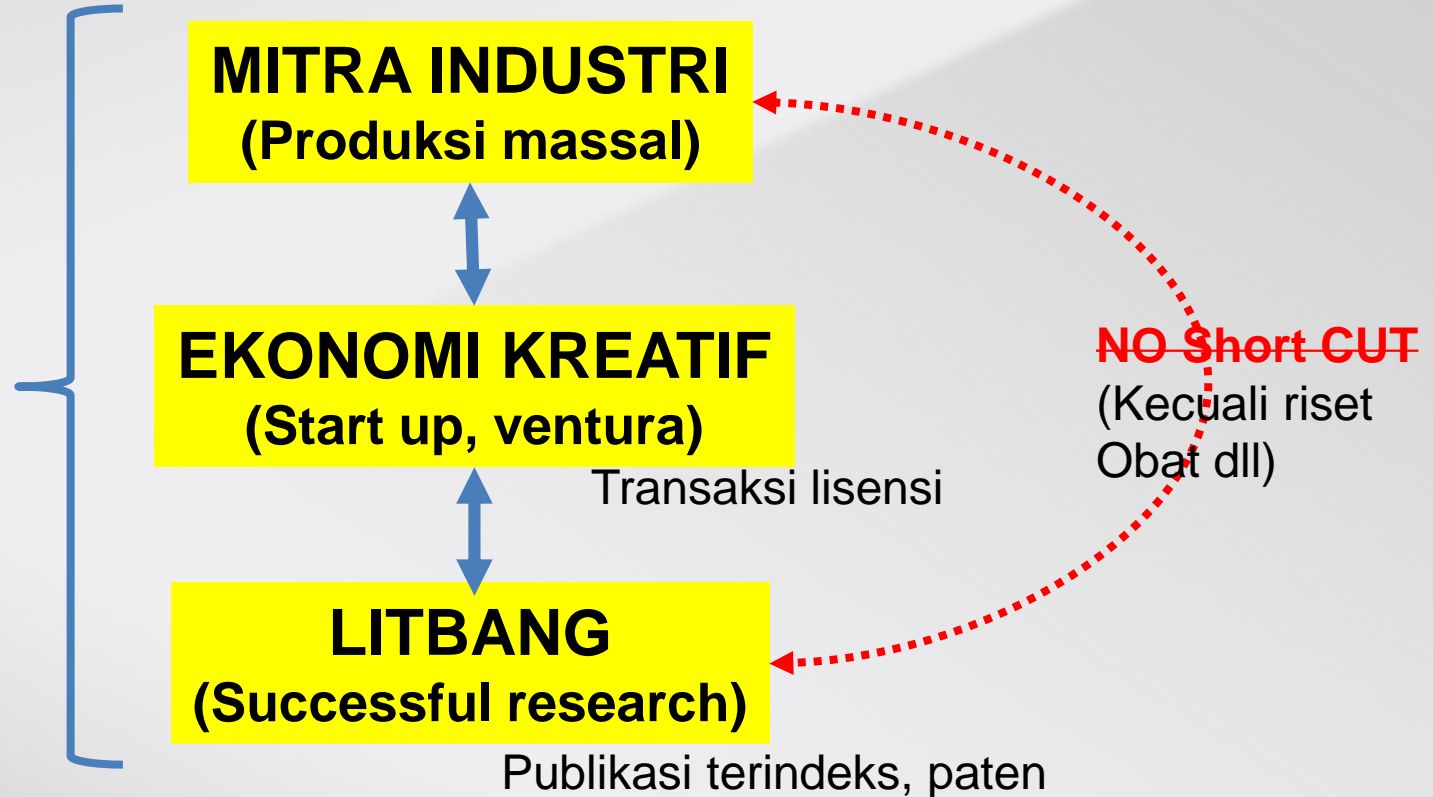 MITRA INDUSTRI
(Produksi massal)
EKONOMI KREATIF
(Start up, ventura)
Transaksi lisensi
NO Short CUT
(Kecuali riset
Obat dll)
LITBANG
(Successful research)
Publikasi terindeks, paten